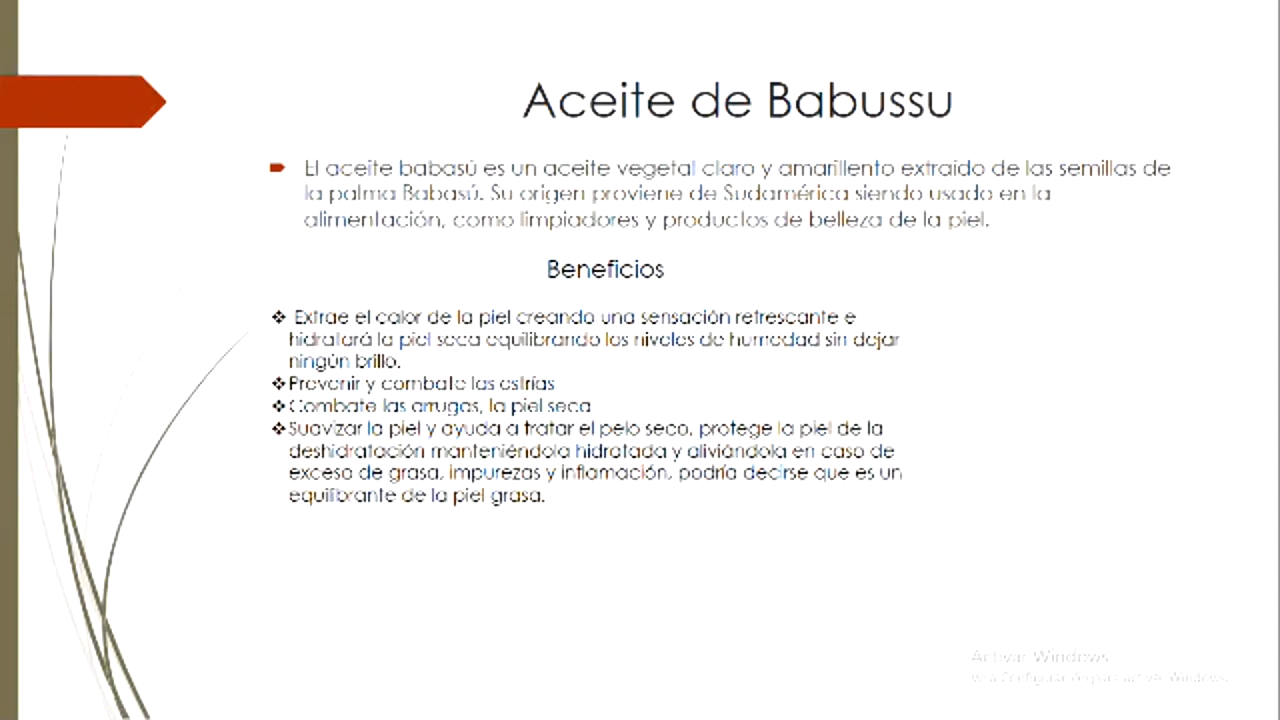 Aceite de Babussu
El aceite babasú es un aceite vegetal claro y amarillento extraído de las semillas de
la palma Babasú. Su origen proviene de Sudamérica siendo usado en la
alimentación, como limpiadores y productos de belleza de la piel.
Beneficios
❖ Extrae el calor de la piel creando una sensación refrescante e
hidratará la piel seca equilibrando los niveles de humedad sin dejar
ningún brillo.
❖Prevenir y combate las estrías
❖Combate las arrugas, la piel seca
❖Suavizar la piel y ayuda a tratar el pelo seco, protege la piel de la
deshidratación manteniéndola hidratada y aliviándola en caso de
exceso de grasa, impurezas y inflamación, podría decirse que es un
equilibrante de la piel grasa.
Activar Windows
Ve a Configuración para activar Windows.